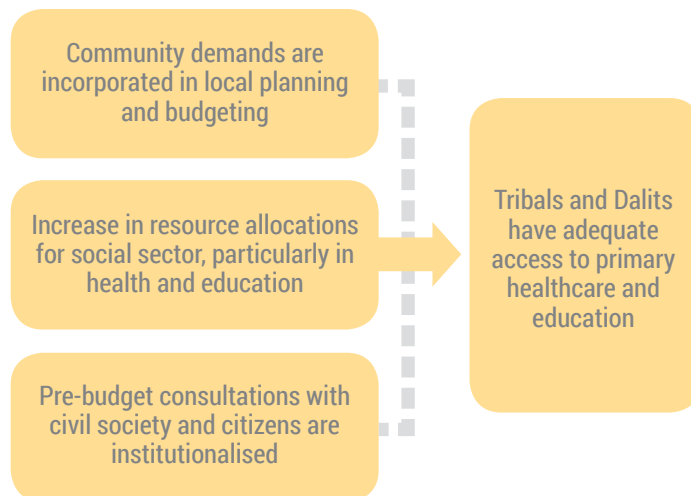 Community demands are
incorporated in local planning
and budgeting
Increase in resource allocations
for social sector, particularly in
health and education
Pre-budget consultations with
civil society and citizens are
institutionalised
Tribals and Dalits
have adequate
access to primary
healthcare and
education